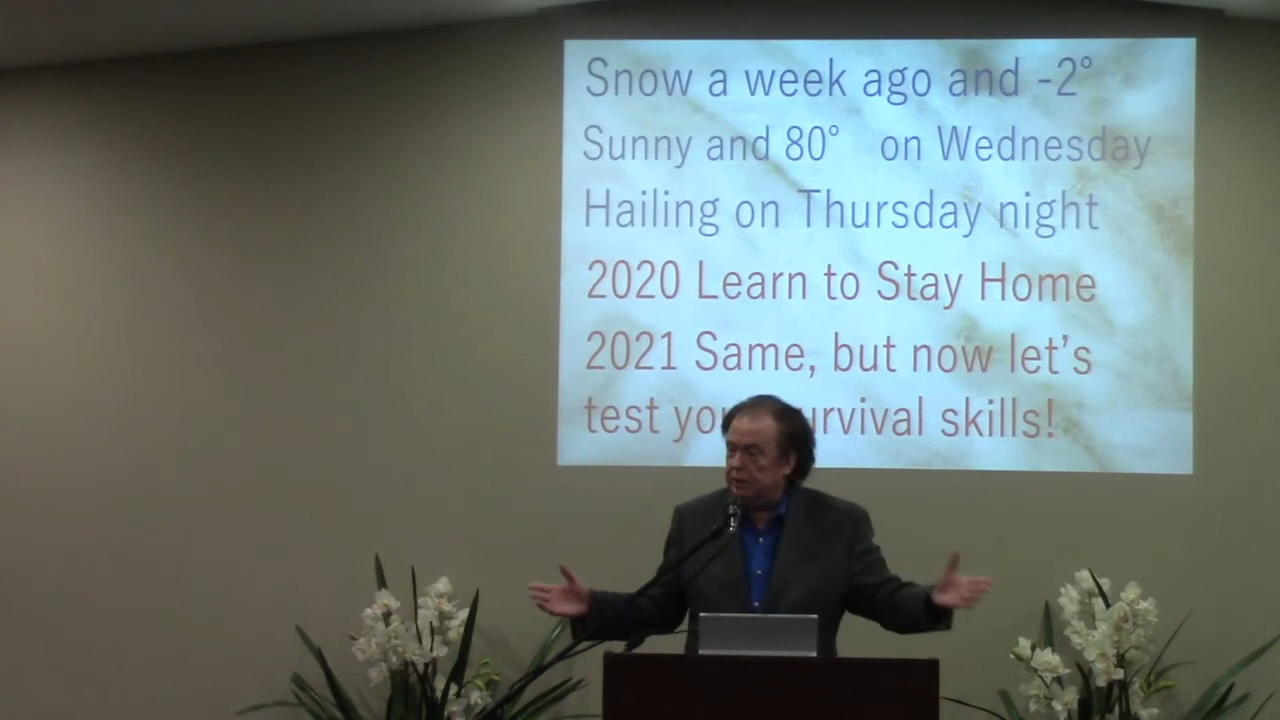 Snow a week ago and -2°
Sunny and 80° on Wednesday
Hailing on Thursday night
2020 Learn to Stay Home
2021 Same, but now let's
test survival skills!